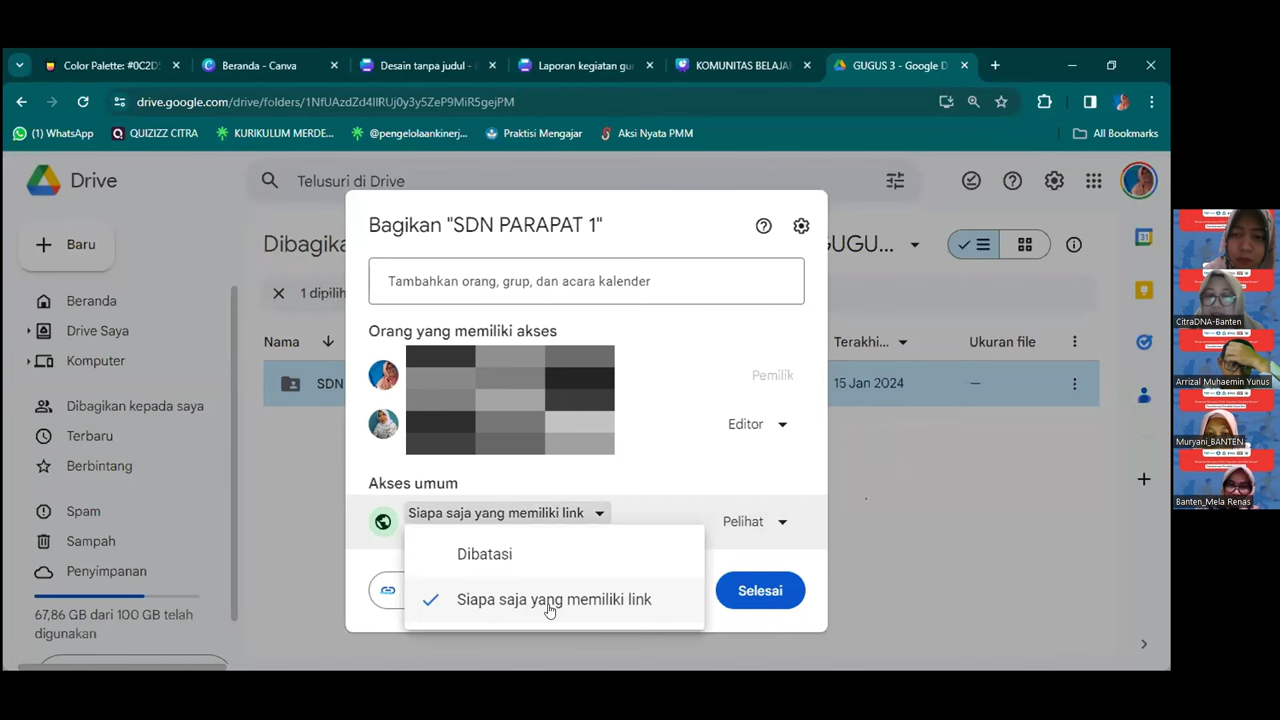 Color Palette: #0C2D
Beranda - Canva
Desain tanpa judul -
Laporan kegiatan gu
KOMUNITAS BELAJA
GUGUS 3 - Google D
drive.google.com/drive/folders/1NfUAzdZd4llRUj0y3y5ZeP9MiR5gejPM
(1) WhatsApp
QUIZIZZ CITRA
KURIKULUM MERDE...
@pengelolaankinerj...
Praktisi Mengajar
Aksi Nyata PMM
All Bookmarks
Drive
Telusuri di Drive
Baru
Dibagika
GUGU...
1 dipilih
Nama
Terakhi...
Ukuran file
SDN
15 Jan 2024
—
Beranda
Drive Saya
Komputer
Dibagikan kepada saya
Terbaru
Berbintang
Spam
Sampah
Penyimpanan
67,86 GB dari 100 GB telah
digunakan
Bagikan "SDN PARAPAT 1"
Tambahkan orang, grup, dan acara kalender
Orang yang memiliki akses
Pemilik
Editor
Akses umum
Siapa saja yang memiliki link
Pelihat
Dibatasi
Siapa saja yang memiliki link
Selesai
31
CitraDNA-Banten
Arrizal Muhaemin Yunus
Muryani_BANTEN
Banten_Mela Renas